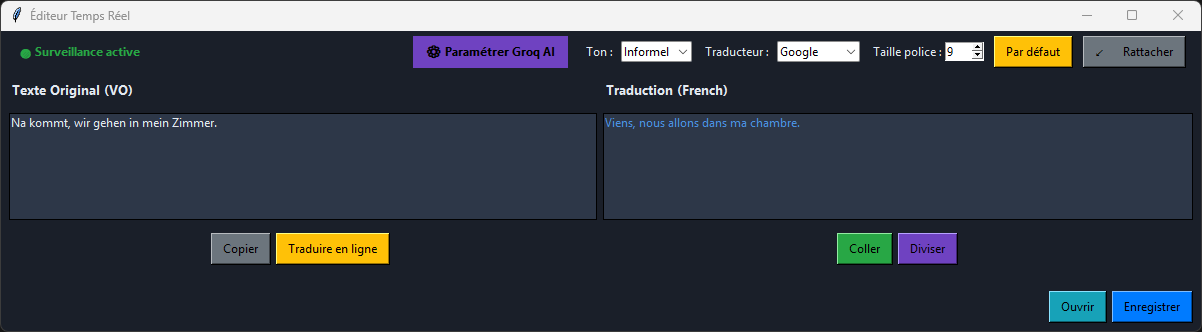 Éditeur Temps Réel
Surveillance active
Paramétrer Groq AI
Ton :
Informel
Traducteur :
Google
Taille police :
9
Par défaut
Rattacher
Texte Original (VO)
Traduction (French)
Na kommt, wir gehen in mein Zimmer.
Viens, nous allons dans ma chambre.
Copier
Traduire en ligne
Coller
Diviser
Ouvrir
Enregistrer